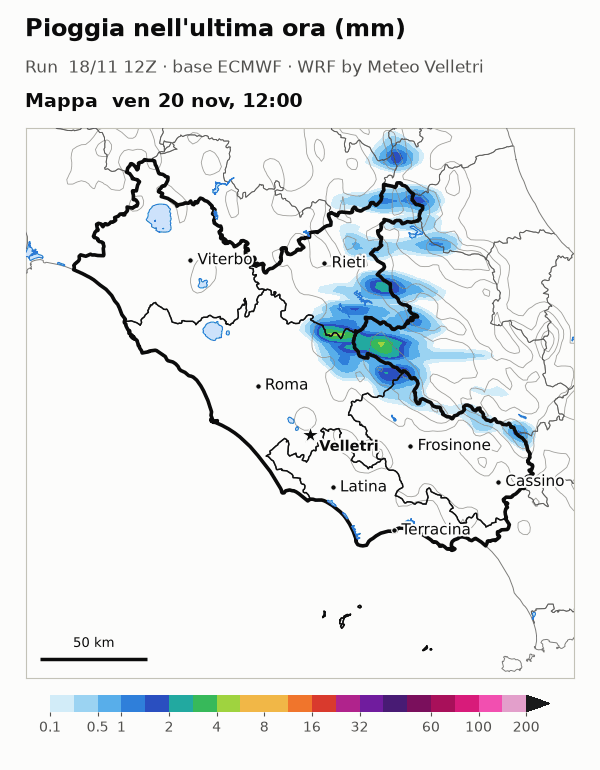 Pioggia nell'ultima ora (mm)
Run  18/11 12Z · base ECMWF · WRF by Meteo Velletri
Mappa  ven 20 nov, 12:00
Viterbo
Rieti
Roma
Velletri
Frosinone
Latina
Cassino
Terracina
50 km
0.1 0.5 1 2 4 8 16 32 60 100 200